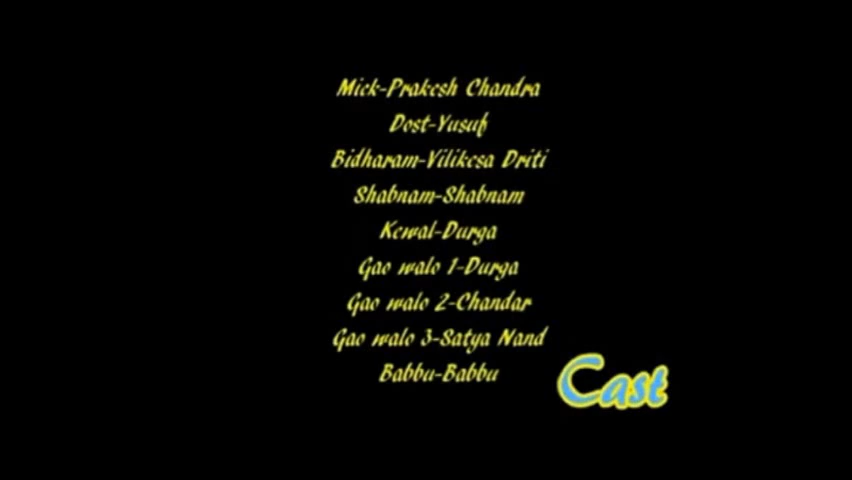 Mick-Prakesh Chandra
Dost-Yusuf
Bidharam-Vilikesa Driti
Shabnam-Shabnam
Kewal-Durga
Gao walo 1-Durga
Gao walo 2-Chandar
Gao walo 3-Satya Nand
Babbu-Babbu
Cast